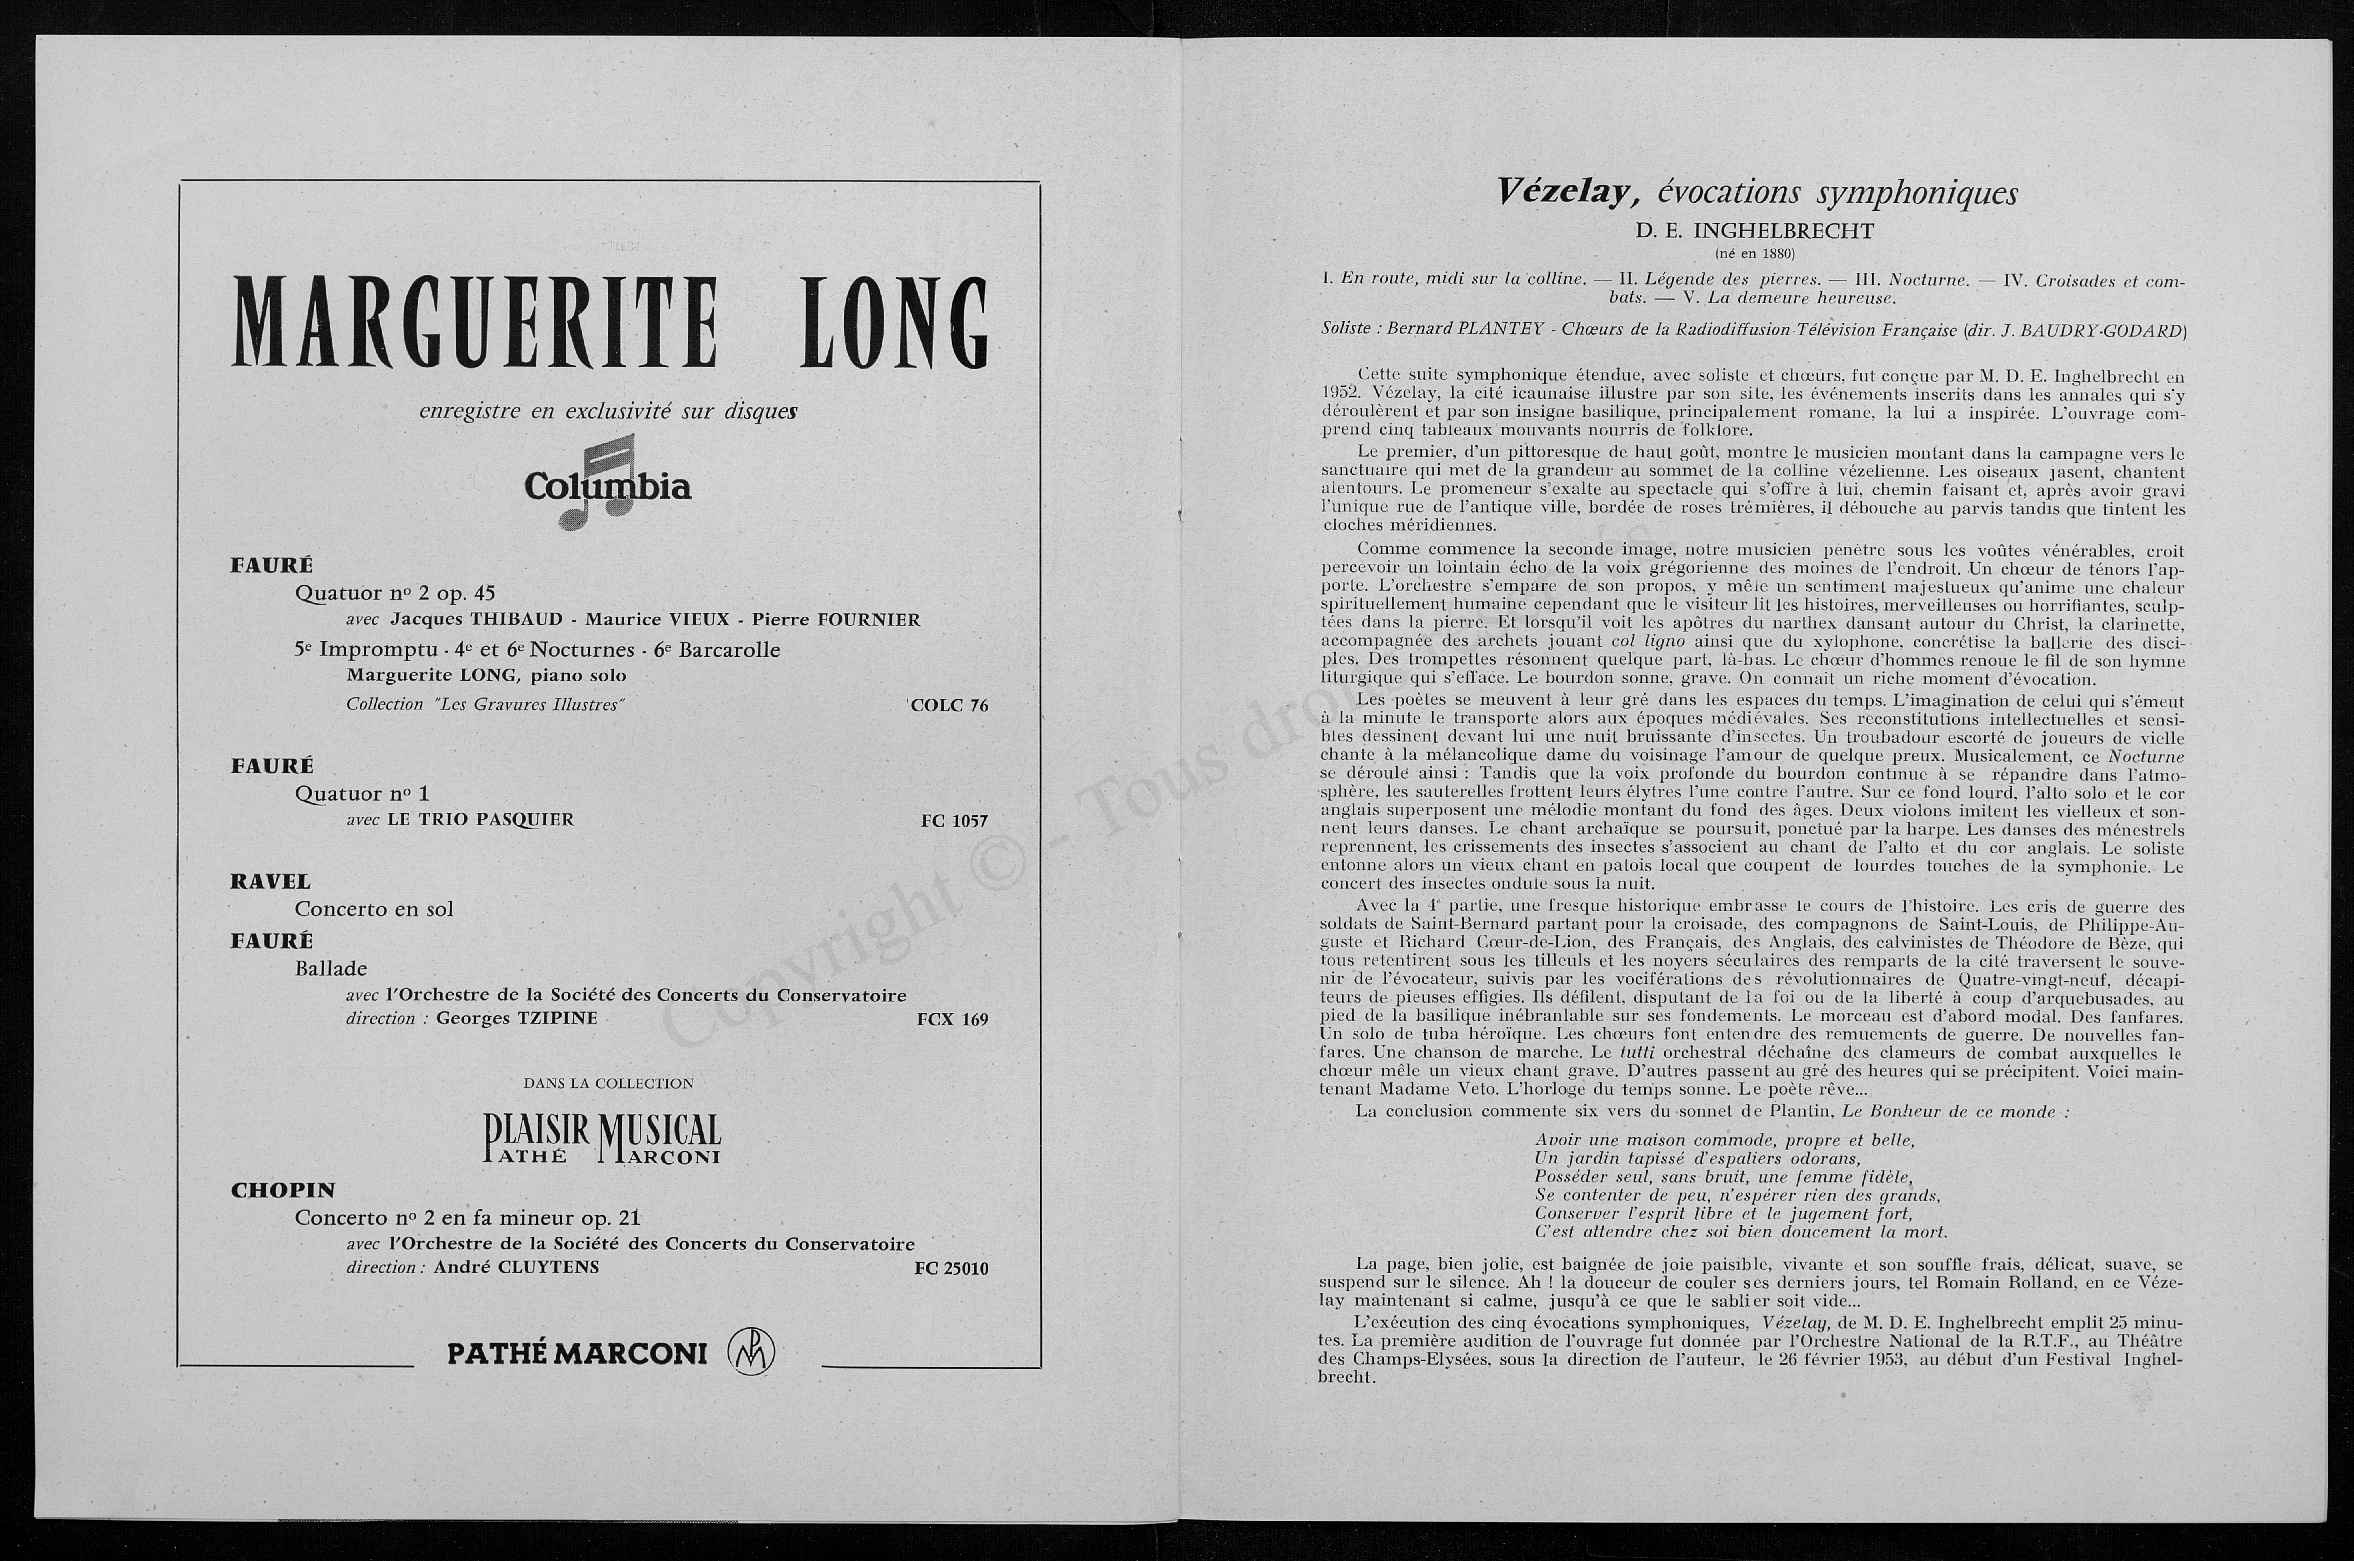 MARGUERITE LONG
enregistre en exclusivité sur disques
Columbia
FAURÉ
Quatuor nº 2 op. 45
avec Jacques THIBAUD - Maurice VIEUX - Pierre FOURNIER
5e Impromptu - 4e et 6e Nocturnes - 6e Barcarolle
Marguerite LONG, piano solo
Collection "Les Gravures Illustres" COLC 76
FAURÉ
Quatuor nº 1
avec LE TRIO PASQUIER FC 1057
RAVEL
Concerto en sol
FAURÉ
Ballade
avec l'Orchestre de la Société des Concerts du Conservatoire
direction : Georges TZIPINE FCX 169
DANS LA COLLECTION
PLAISIR MUSICAL
PATHÉ MARCONI
CHOPIN
Concerto nº 2 en fa mineur op. 21
avec l'Orchestre de la Société des Concerts du Conservatoire
direction : André CLUYTENS FC 25010
PATHÉ MARCONI
Vézelay, évocations symphoniques
D. E. INGHELBRECHT
(né en 1880)
I. En route, midi sur la colline. — II. Légende des pierres. — III. Nocturne. — IV. Croisades et com-
bats. — V. La demeure heureuse.
Soliste : Bernard PLANTEY - Chœurs de la Radiodiffusion-Télévision Française (dir. J. BAUDRY-GODARD)
Cette suite symphonique étendue, avec soliste et chœurs, fut conçue par M. D. E. Inghelbrecht en
1952. Vézelay, la cité icaunaise illustre par son site, les événements inscrits dans les annales qui s'y
déroulèrent et par son insigne basilique, principalement romane, la lui a inspirée. L'ouvrage com-
prend cinq tableaux mouvants nourris de folklore.
Le premier, d'un pittoresque de haut goût, montre le musicien montant dans la campagne vers le
sanctuaire qui met de la grandeur au sommet de la colline vézelienne. Les oiseaux jasent, chantent
alentours. Le promeneur s'exalte au spectacle qui s'offre à lui, chemin faisant et, après avoir gravi
l'unique rue de l'antique ville, bordée de roses trémières, il débouche au parvis tandis que tintent les
cloches méridiennes.
Comme commence la seconde image, notre musicien pénètre sous les voûtes vénérables, croit
percevoir un lointain écho de la voix grégorienne des moines de l'endroit. Un chœur de ténors l'ap-
porte. L'orchestre s'empare de son propos, y mêle un sentiment majestueux qu'anime une chaleur
spirituellement humaine cependant que le visiteur lit les histoires, merveilleuses ou horrifiantes, sculp-
tées dans la pierre. Et lorsqu'il voit les apôtres du narthex dansant autour du Christ, la clarinette,
accompagnée des archets jouant col ligno ainsi que du xylophone, concrétise la ballerie des disci-
ples. Des trompettes résonnent quelque part, là-bas. Le chœur d'hommes renoue le fil de son hymne
liturgique qui s'efface. Le bourdon sonne, grave. On connait un riche moment d'évocation.
Les poètes se meuvent à leur gré dans les espaces du temps. L'imagination de celui qui s'émeut
à la minute le transporte alors aux époques médiévales. Ses reconstitutions intellectuelles et sensi-
bles dessinent devant lui une nuit bruissante d'insectes. Un troubadour escorté de joueurs de vielle
chante à la mélancolique dame du voisinage l'amour de quelque preux. Musicalement, ce Nocturne
se déroule ainsi : Tandis que la voix profonde du bourdon continue à se répandre dans l'atmo-
sphère, les sauterelles frottent leurs élytres l'une contre l'autre. Sur ce fond lourd, l'alto solo et le cor
anglais superposent une mélodie montant du fond des âges. Deux violons imitent les vielleux et son-
nent leurs danses. Le chant archaïque se poursuit, ponctué par la harpe. Les danses des ménestrels
reprennent, les crissements des insectes s'associent au chant de l'alto et du cor anglais. Le soliste
entonne alors un vieux chant en patois local que coupent de lourdes touches de la symphonie. Le
concert des insectes ondule sous la nuit.
Avec la 4e partie, une fresque historique embrasse le cours de l'histoire. Les cris de guerre des
soldats de Saint-Bernard partant pour la croisade, des compagnons de Saint-Louis, de Philippe-Au-
guste et Richard Cœur-de-Lion, des Français, des Anglais, des calvinistes de Théodore de Bèze, qui
tous retentirent sous les tilleuls et les noyers séculaires des remparts de la cité traversent le souve-
nir de l'évocateur, suivis par les vociférations des révolutionnaires de Quatre-vingt-neuf, décapi-
teurs de pieuses effigies. Ils défilent, disputant de la foi ou de la liberté à coup d'arquebusades, au
pied de la basilique inébranlable sur ses fondements. Le morceau est d'abord modal. Des fanfares.
Un solo de tuba héroïque. Les chœurs font entendre des remuements de guerre. De nouvelles fan-
fares. Une chanson de marche. Le tutti orchestral déchaîne des clameurs de combat auxquelles le
chœur mêle un vieux chant grave. D'autres passent au gré des heures qui se précipitent. Voici main-
tenant Madame Veto. L'horloge du temps sonne. Le poète rêve...
La conclusion commente six vers du sonnet de Plantin, Le Bonheur de ce monde :
Avoir une maison commode, propre et belle,
Un jardin tapissé d'espaliers odorans,
Posséder seul, sans bruit, une femme fidèle,
Se contenter de peu, n'espérer rien des grands,
Conserver l'esprit libre et le jugement fort,
C'est attendre chez soi bien doucement la mort.
La page, bien jolie, est baignée de joie paisible, vivante et son souffle frais, délicat, suave, se
suspend sur le silence. Ah ! la douceur de couler ses derniers jours, tel Romain Rolland, en ce Véze-
lay maintenant si calme, jusqu'à ce que le sablier soit vide...
L'exécution des cinq évocations symphoniques, Vézelay, de M. D. E. Inghelbrecht emplit 25 minu-
tes. La première audition de l'ouvrage fut donnée par l'Orchestre National de la R.T.F., au Théâtre
des Champs-Elysées, sous la direction de l'auteur, le 26 février 1953, au début d'un Festival Inghel-
brecht.
Copyright © - Tous droits